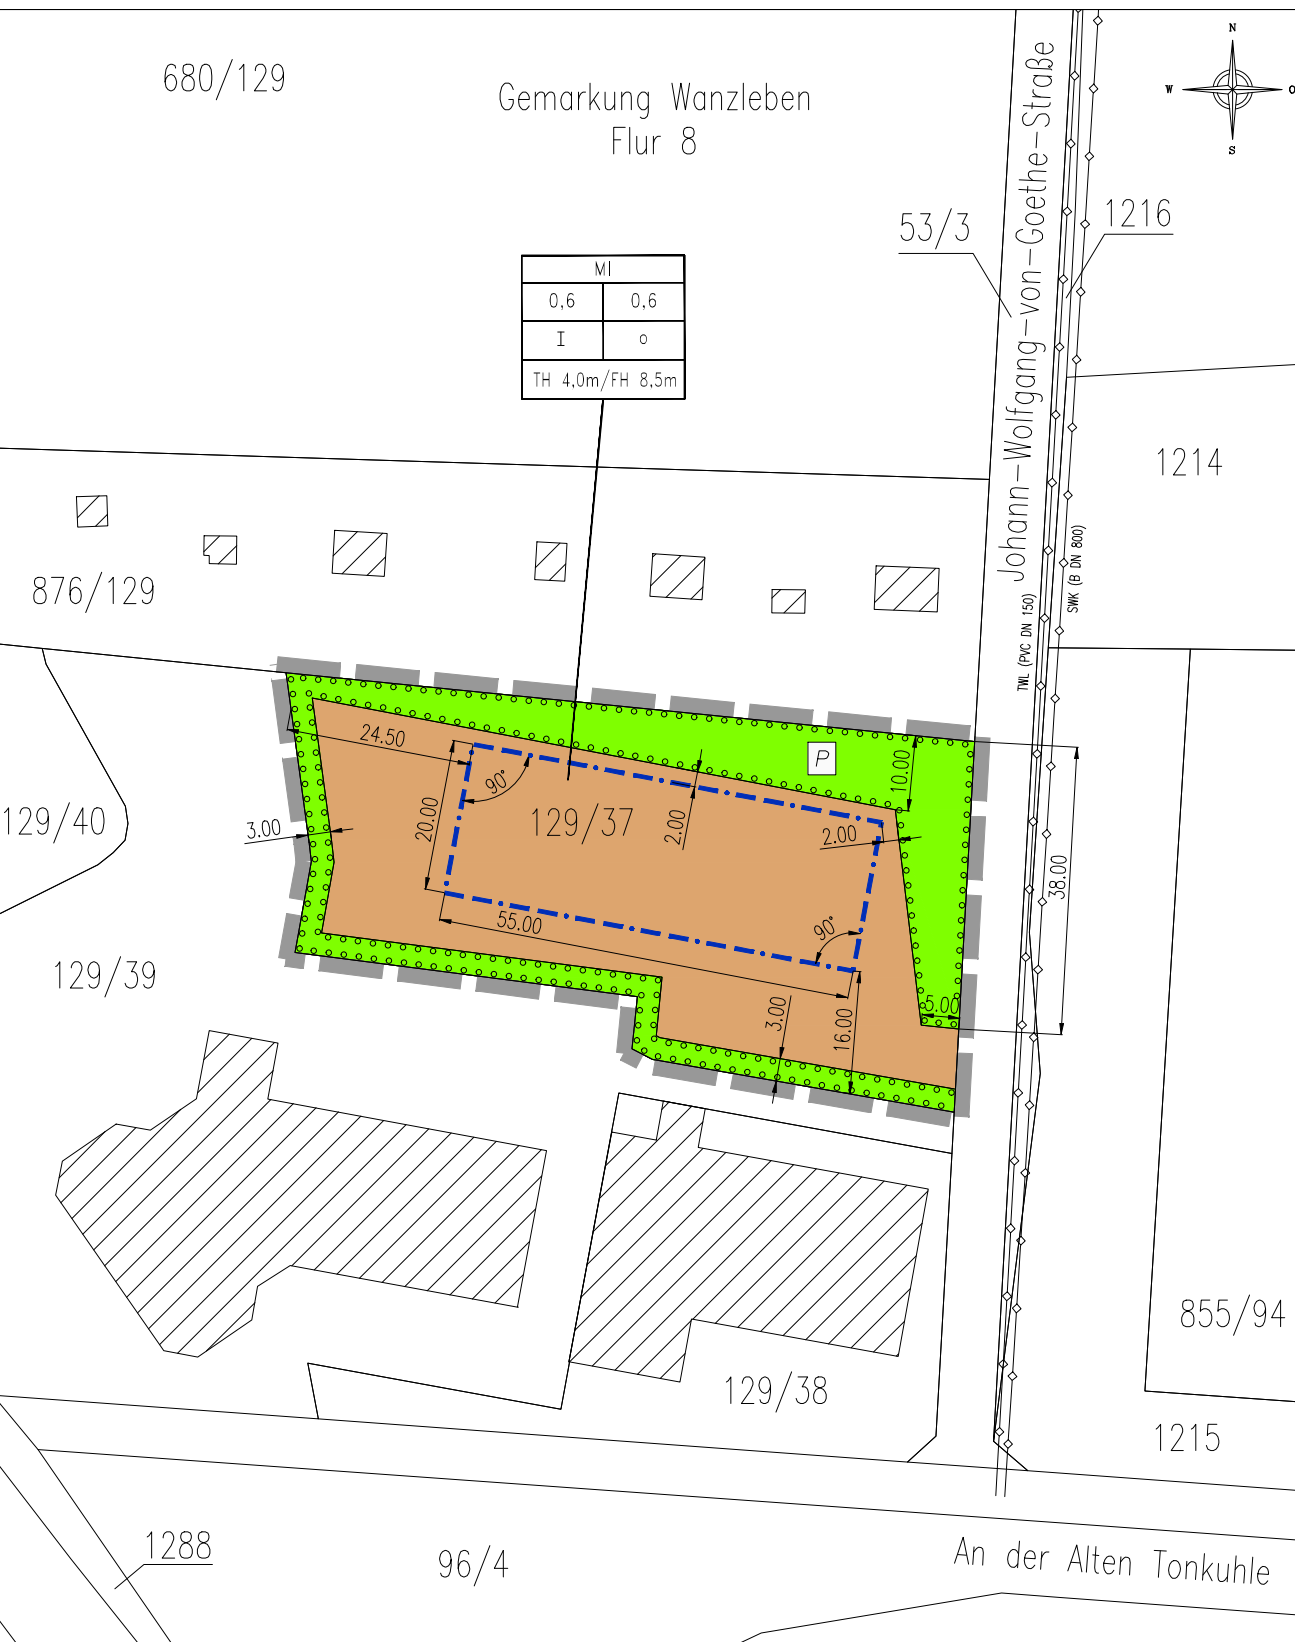 680/129
Gemarkung Wanzleben
Flur 8
N
W
O
S
53/3
1216
Johann-Wolfgang-von-Goethe-Straße
MI
0,6 0,6
I o
TH 4,0m/FH 8,5m
1214
876/129
TWL (PVC DN 150)
SWK (B DN 800)
24.50
90°
P
10.00
129/40
3.00
20.00
129/37
2.00
2.00
38.00
55.00
90°
129/39
5.00
3.00
16.00
855/94
129/38
1215
1288
96/4
An der Alten Tonkuhle